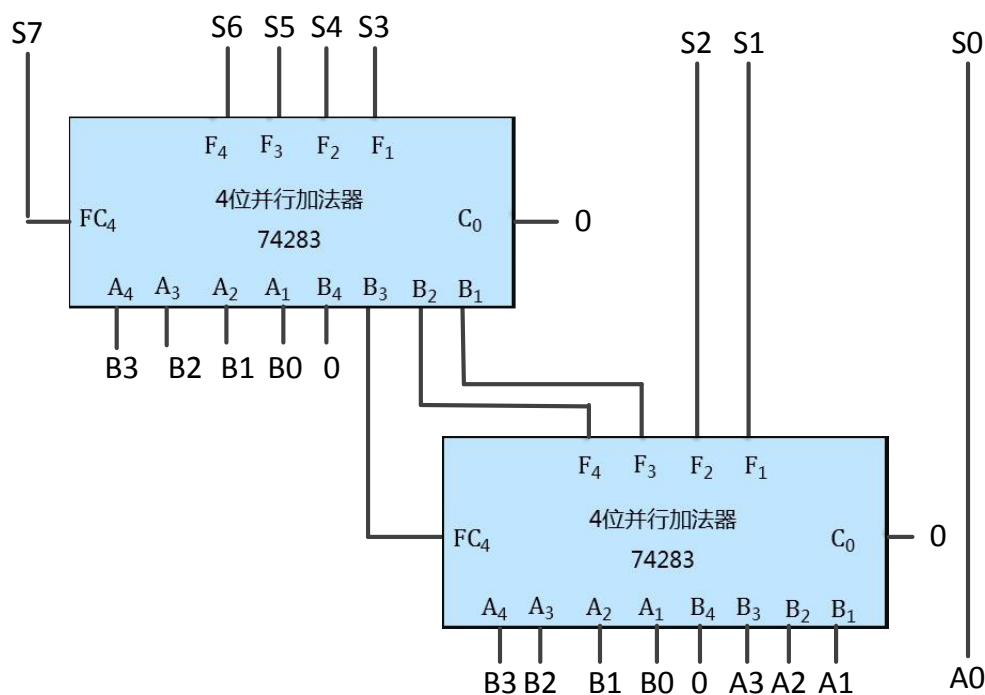 S7 S6 S5 S4 S3 S2 S1 S0
F₄ F₃ F₂ F₁
4位并行加法器
FC₄ C₀ 0
74283
A₄ A₃ A₂ A₁ B₄ B₃ B₂ B₁
B3 B2 B1 B0 0
F₄ F₃ F₂ F₁
4位并行加法器
FC₄ C₀ 0
74283
A₄ A₃ A₂ A₁ B₄ B₃ B₂ B₁
B3 B2 B1 B0 0 A3 A2 A1 A0